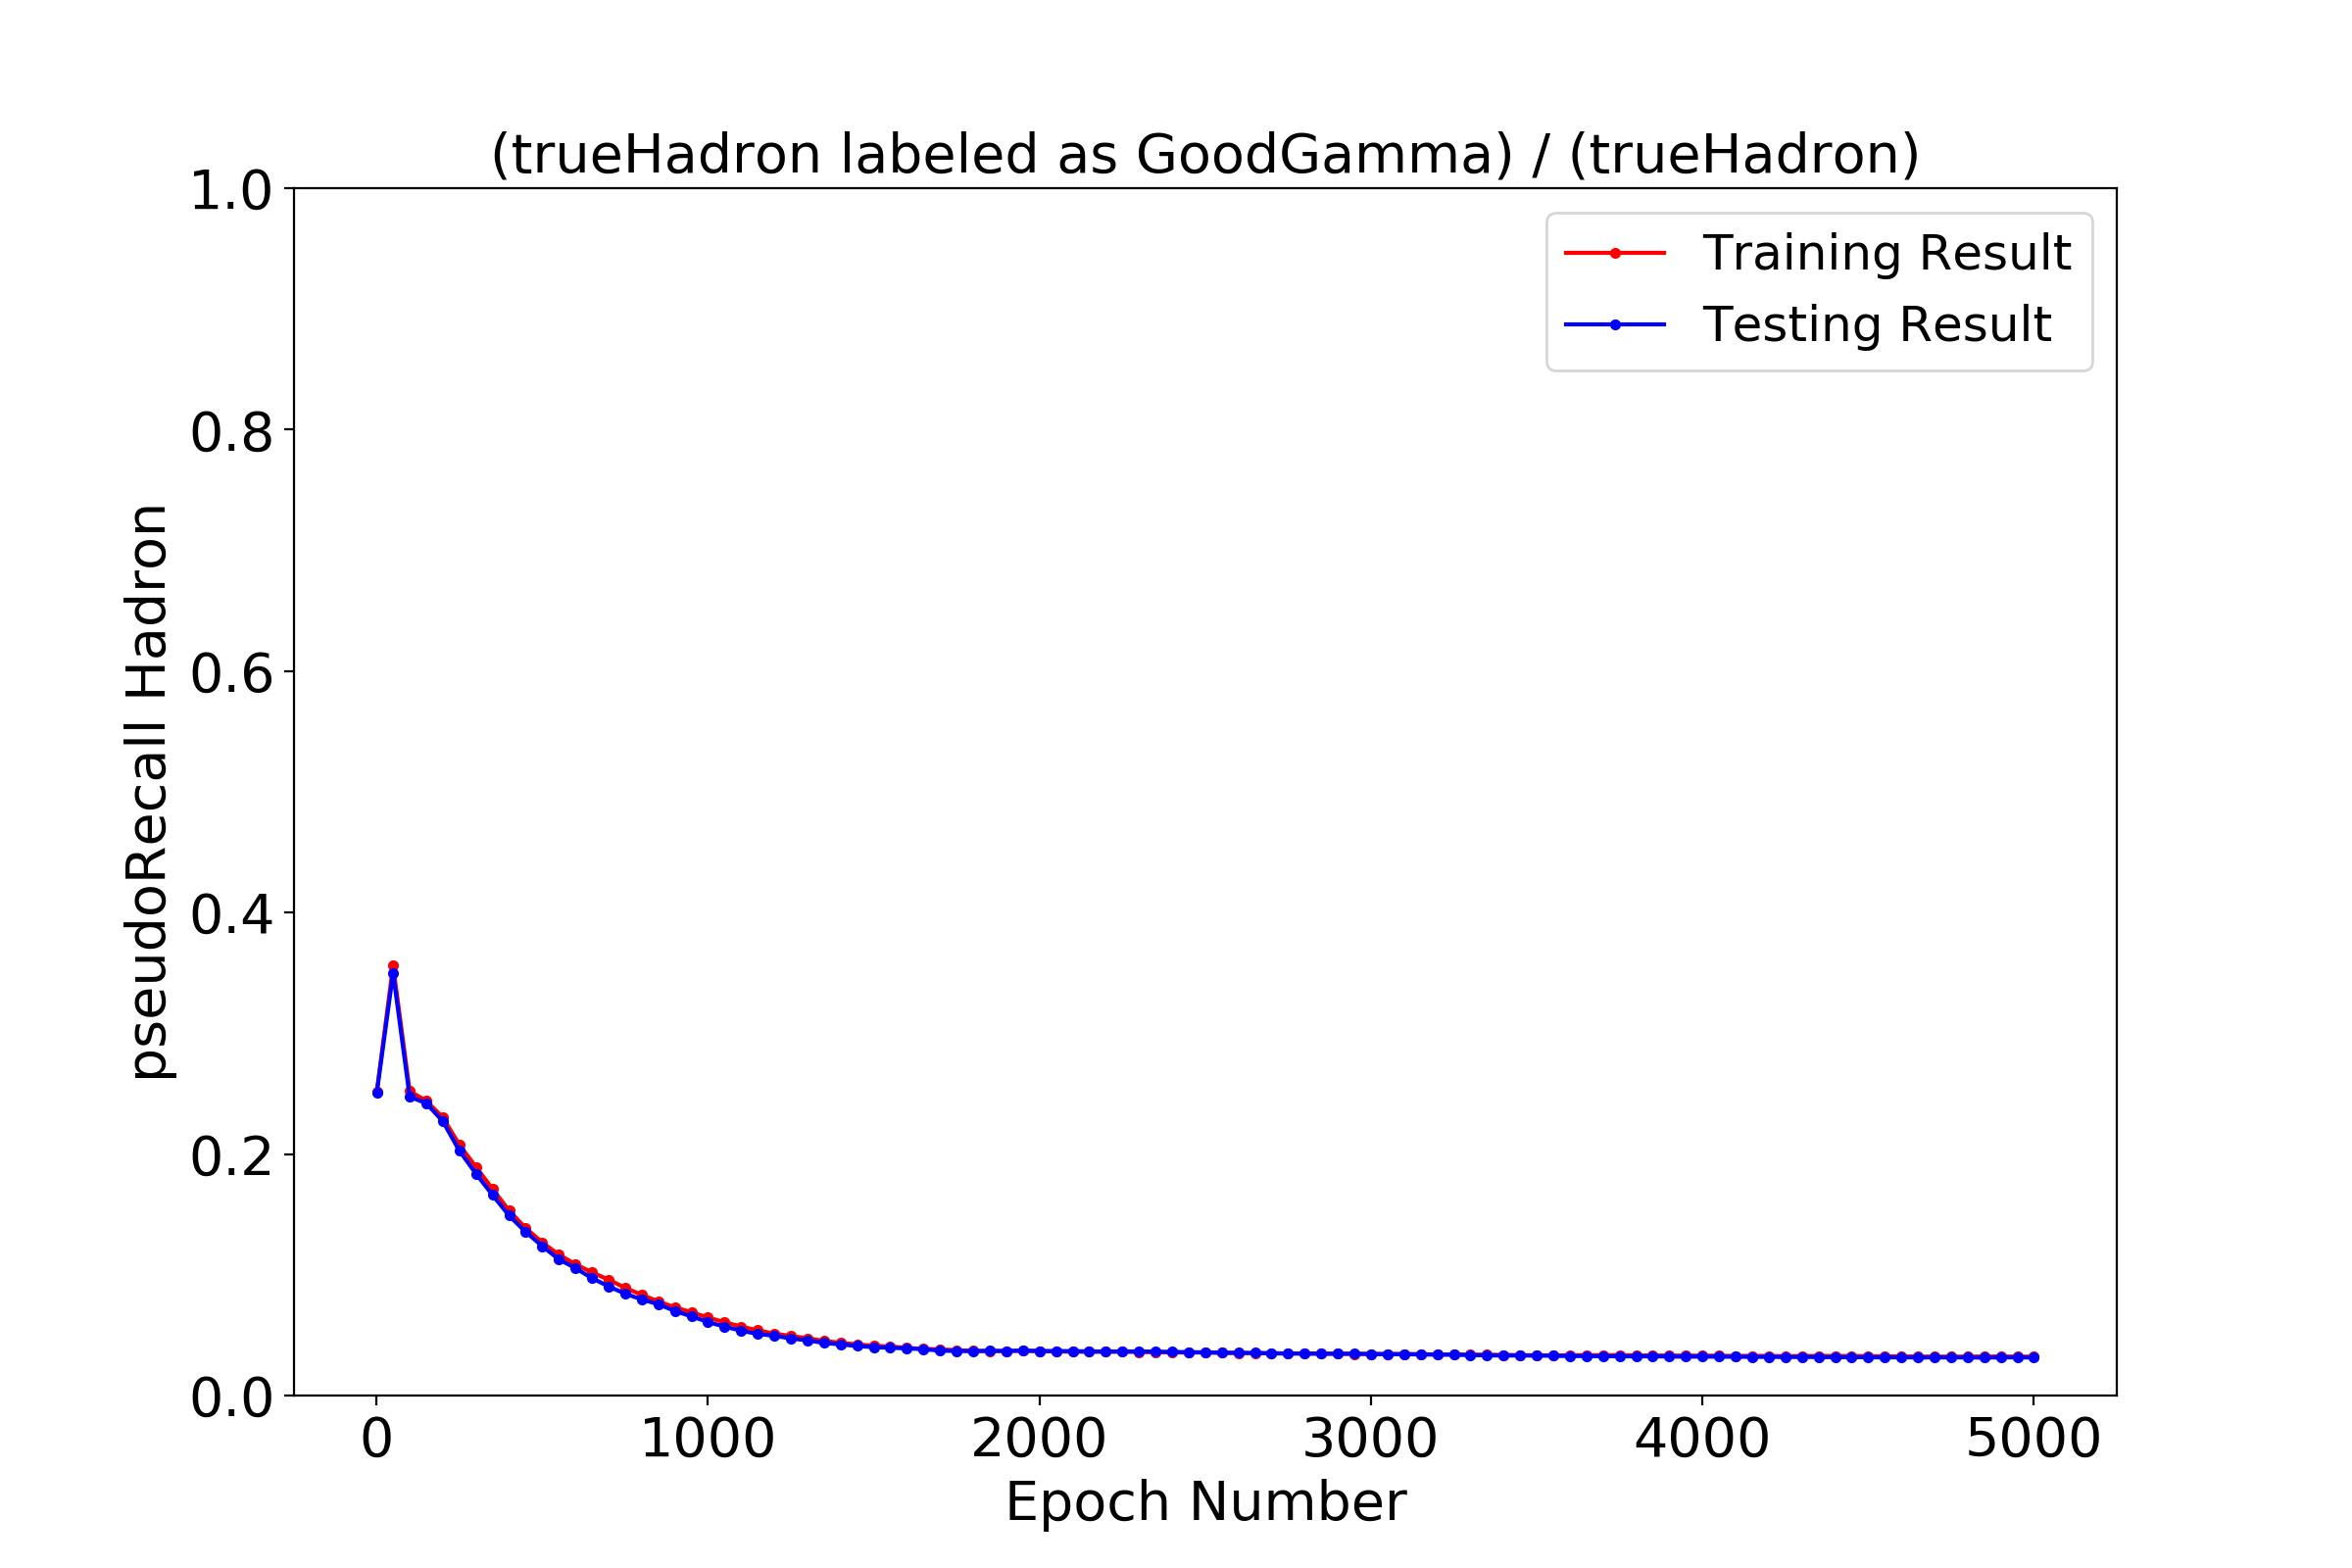 (trueHadron labeled as GoodGamma) / (trueHadron)
1.0
0.8
0.6
0.4
0.2
0.0
pseudoRecall Hadron
Training Result
Testing Result
0 1000 2000 3000 4000 5000
Epoch Number